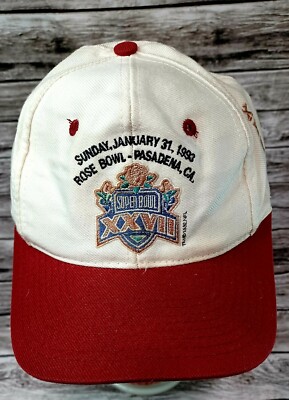 SUNDAY, JANUARY 31, 1993
ROSE BOWL - PASADENA, CA.
SUPER BOWL
XXVII